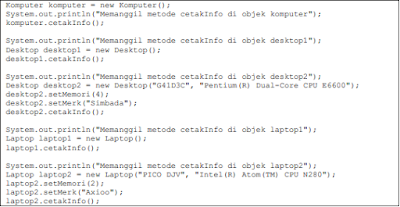 Komputer komputer = new Komputer();
System.out.println("Memanggil metode cetakInfo di objek komputer");
komputer.cetakInfo();
System.out.println("Memanggil metode cetakInfo di objek desktop1");
Desktop desktop1 = new Desktop();
desktop1.cetakInfo();
System.out.println("Memanggil metode cetakInfo di objek desktop2");
Desktop desktop2 = new Desktop("G41D3C", "Pentium(R) Dual-Core CPU E6600");
desktop2.setMemori(4);
desktop2.setMerk("Simbada");
desktop2.cetakInfo();
System.out.println("Memanggil metode cetakInfo di objek laptop1");
Laptop laptop1 = new Laptop();
laptop1.cetakInfo();
System.out.println("Memanggil metode cetakInfo di objek laptop2");
Laptop laptop2 = new Laptop("PICO DJV", "Intel(R) Atom(TM) CPU N280");
laptop2.setMemori(2);
laptop2.setMerk("Axioo");
laptop2.cetakInfo();